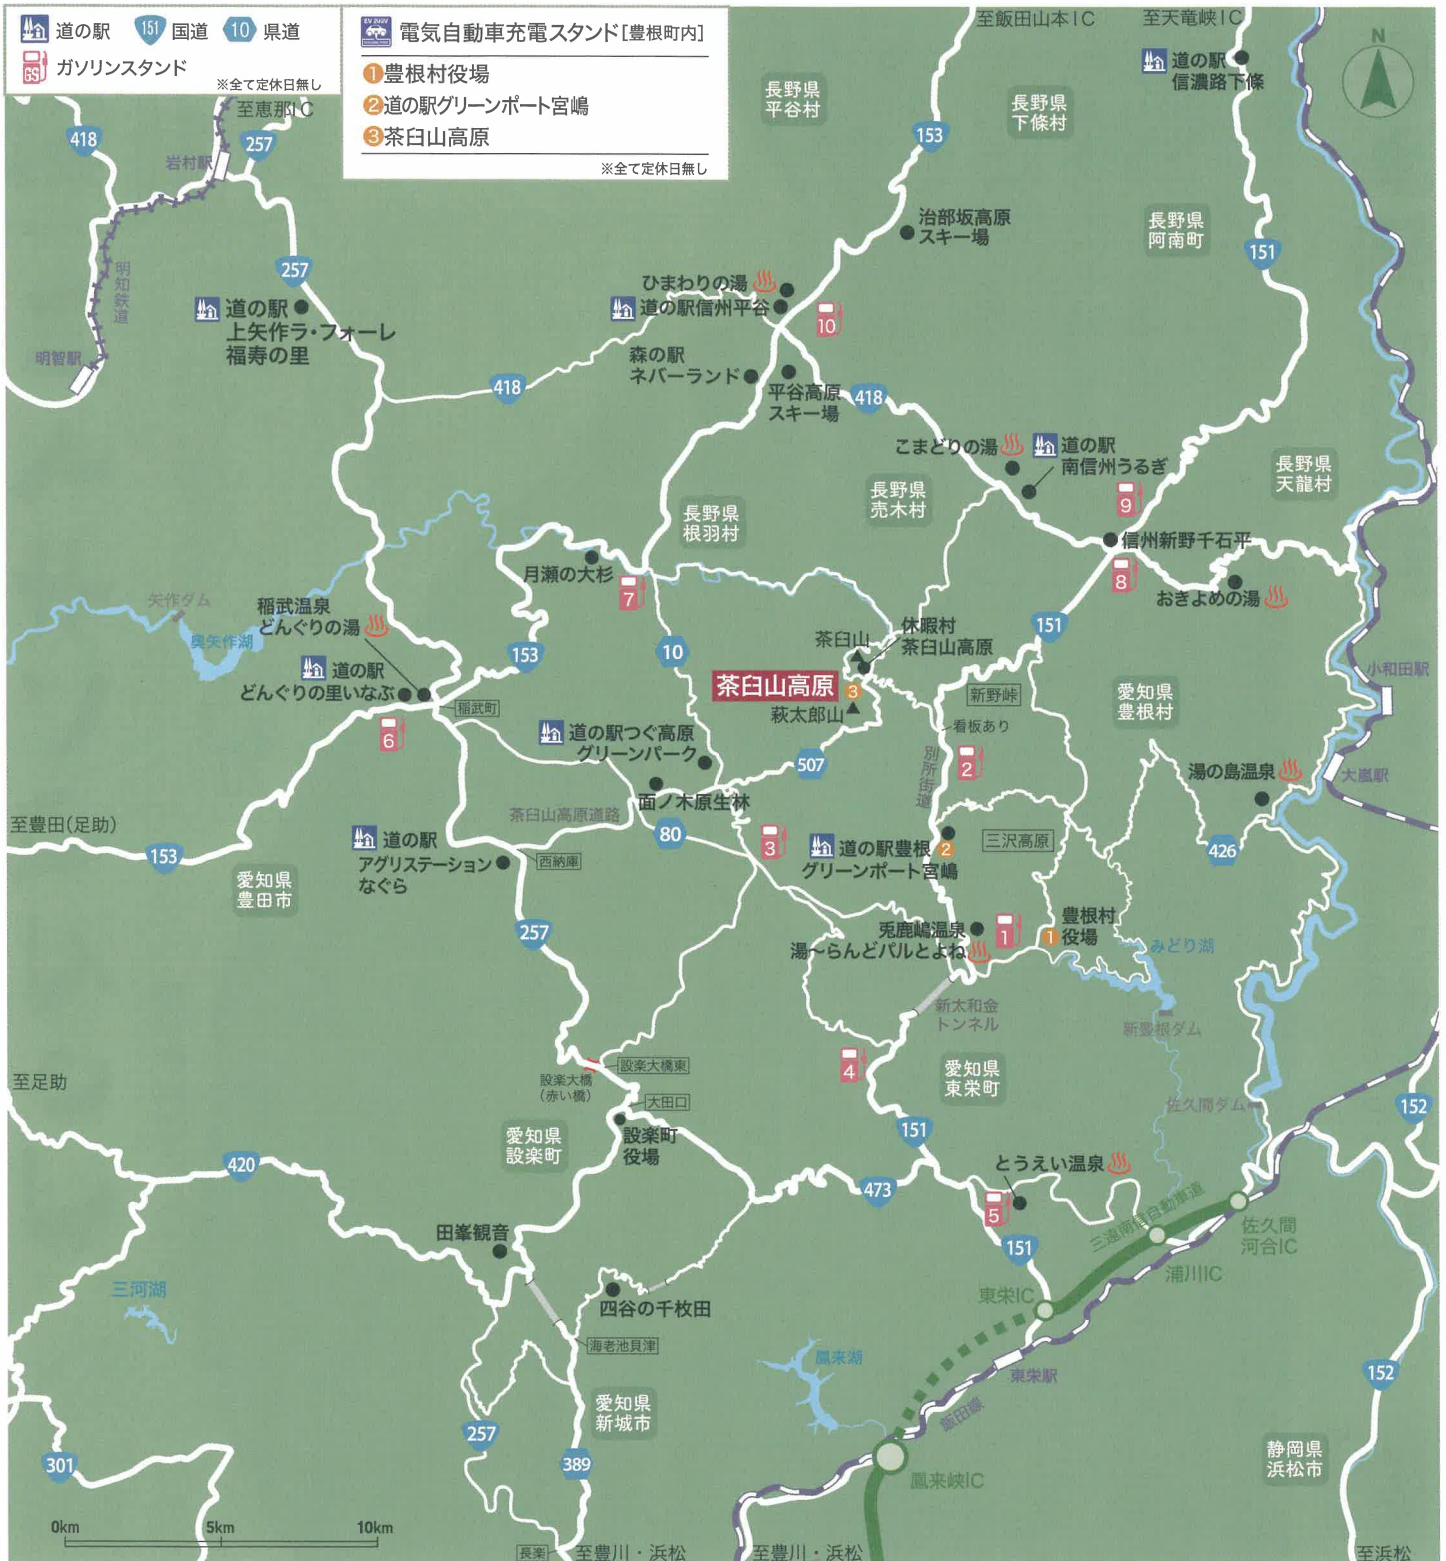 道の駅
151 国道
10 県道
GS ガソリンスタンド
※全て定休日無し
EV 200V
電気自動車充電スタンド[豊根町内]
1豊根村役場
2道の駅グリーンポート宮嶋
3茶臼山高原
※全て定休日無し
至恵那IC
至飯田山本IC
至天竜峡IC
N
道の駅
信濃路下條
418
257
岩村駅
明知鉄道
明智駅
長野県
平谷村
長野県
下條村
153
治部坂高原
スキー場
長野県
阿南町
151
257
道の駅
上矢作ラ・フォーレ
福寿の里
ひまわりの湯
道の駅信州平谷
10
森の駅
ネバーランド
平谷高原
スキー場
418
418
こまどりの湯
道の駅
南信州うるぎ
長野県
天龍村
長野県
売木村
長野県
根羽村
9
信州新野千石平
8
おきよめの湯
月瀬の大杉
7
矢作ダム
奥矢作湖
稲武温泉
どんぐりの湯
道の駅
どんぐりの里いなぶ
稲武町
6
153
10
茶臼山
休暇村
茶臼山高原
茶臼山高原
3
萩太郎山
151
新野峠
看板あり
別所街道
2
愛知県
豊根村
小和田駅
大嵐駅
湯の島温泉
道の駅つぐ高原
グリーンパーク
507
面ノ木原生林
茶臼山高原道路
80
3
至豊田(足助)
153
愛知県
豊田市
道の駅
アグリステーション
なぐら
西納庫
道の駅豊根
グリーンポート宮嶋
2
三沢高原
426
257
兎鹿嶋温泉
湯〜らんどパルとよね
1
豊根村
役場
1
みどり湖
新太和金
トンネル
新豊根ダム
4
愛知県
東栄町
佐久間ダム
152
至足助
設楽大橋
(赤い橋)
設楽大橋東
大田口
愛知県
設楽町
設楽町
役場
151
420
473
とうえい温泉
5
151
三遠南信自動車道
佐久間
河合IC
浦川IC
東栄IC
東栄駅
飯田線
田峯観音
四谷の千枚田
三河湖
海老池貝津
鳳来湖
愛知県
新城市
257
389
301
鳳来峡IC
152
静岡県
浜松市
0km
5km
10km
長楽
至豊川・浜松
至豊川・浜松
至浜松